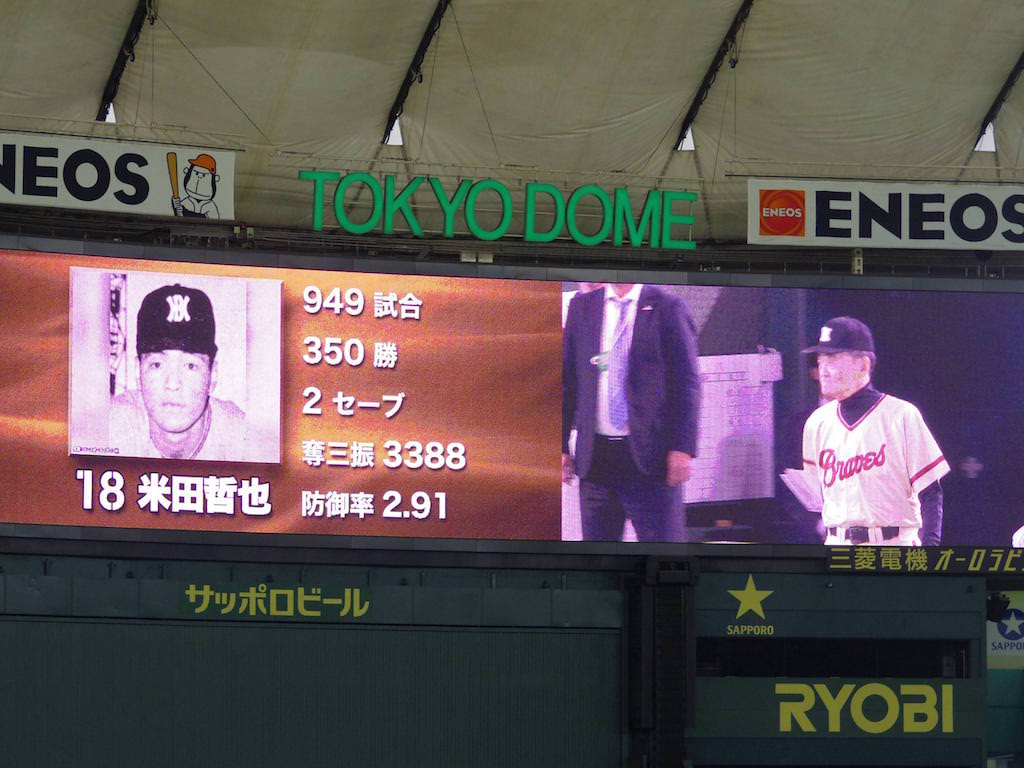 NEOS
TOKYO DOME
ENEOS
ENEOS
949 試合
350 勝
2 セーブ
奪三振 3388
防御率 2.91
18 米田哲也
Braves
三菱電機 オーロラビ
サッポロビール
SAPPORO
SAPPO
RYOBI